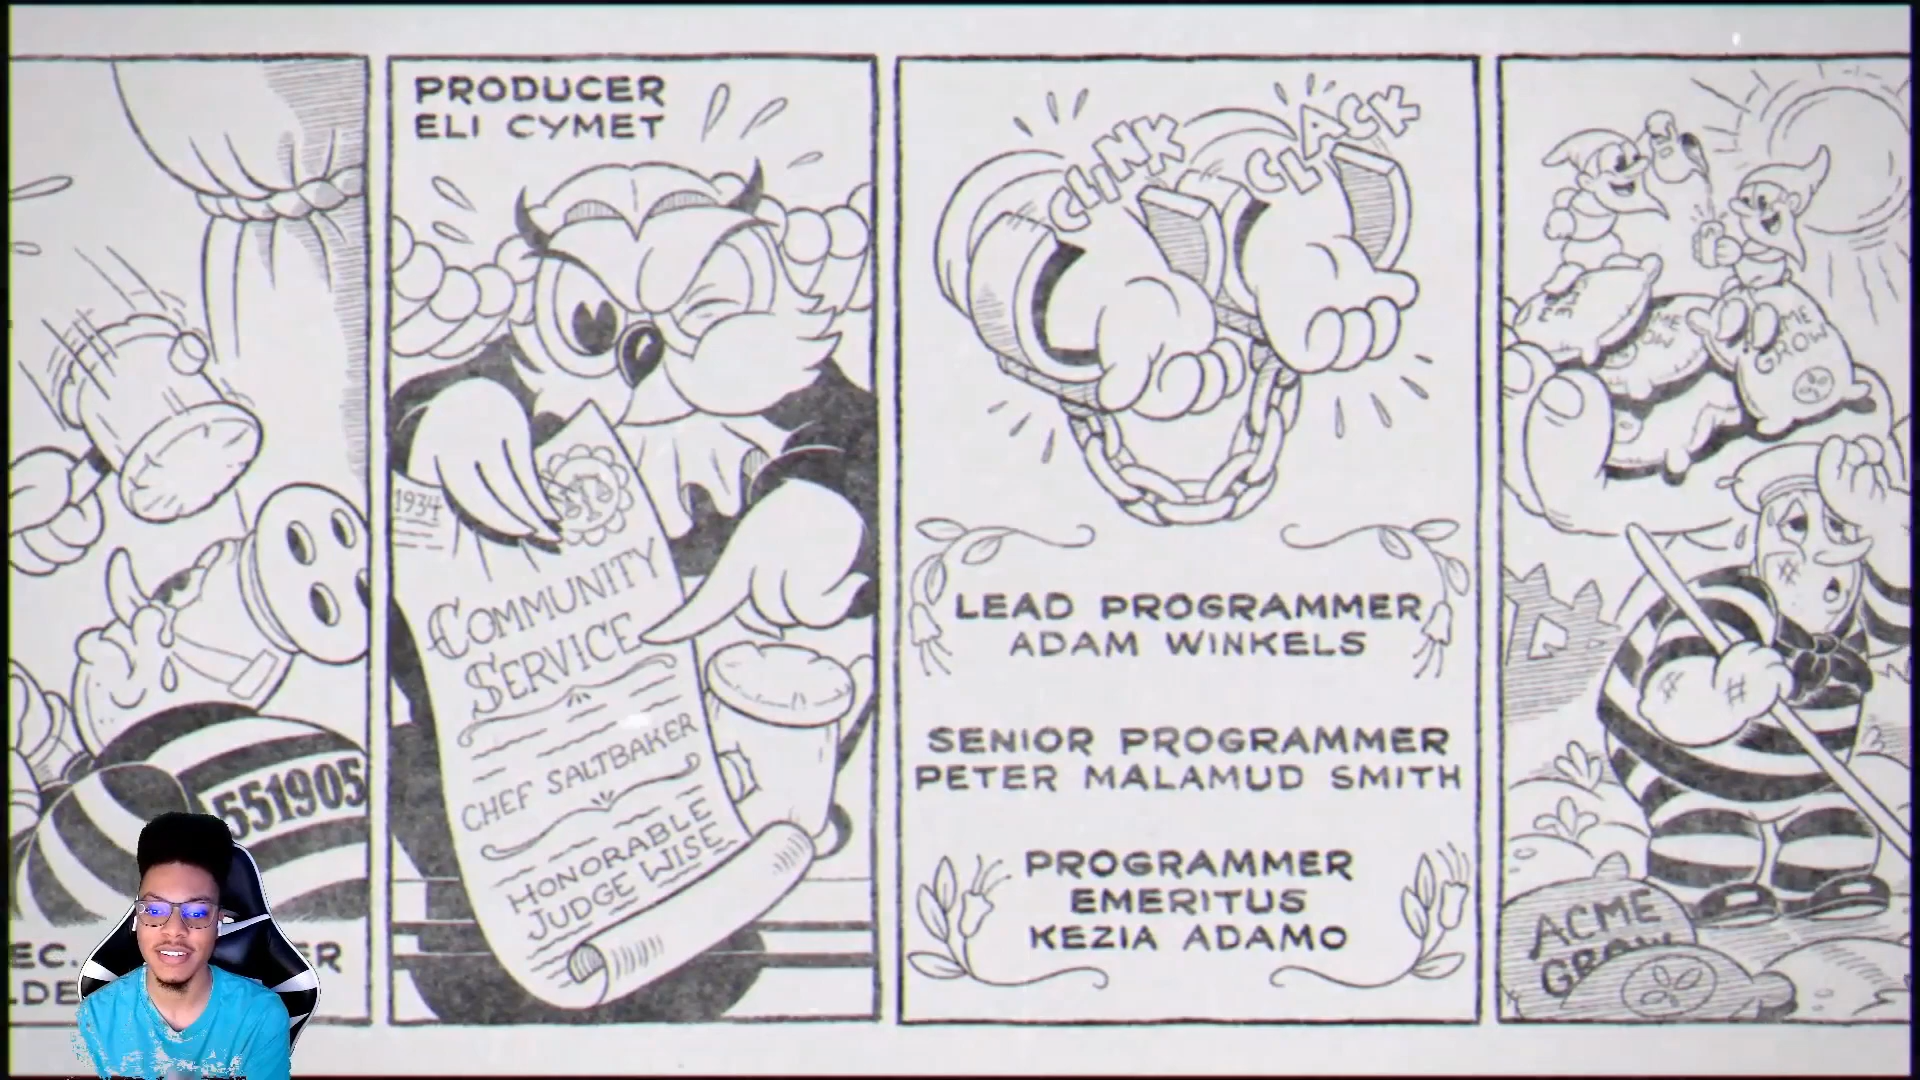 551905
PRODUCER
ELI CYMET
1934
COMMUNITY
SERVICE
CHEF SALTBAKER
HONORABLE
JUDGE WISE
CLINK
CLACK
LEAD PROGRAMMER
ADAM WINKELS
SENIOR PROGRAMMER
PETER MALAMUD SMITH
PROGRAMMER
EMERITUS
KEZIA ADAMO
ACME
GROW
ACME